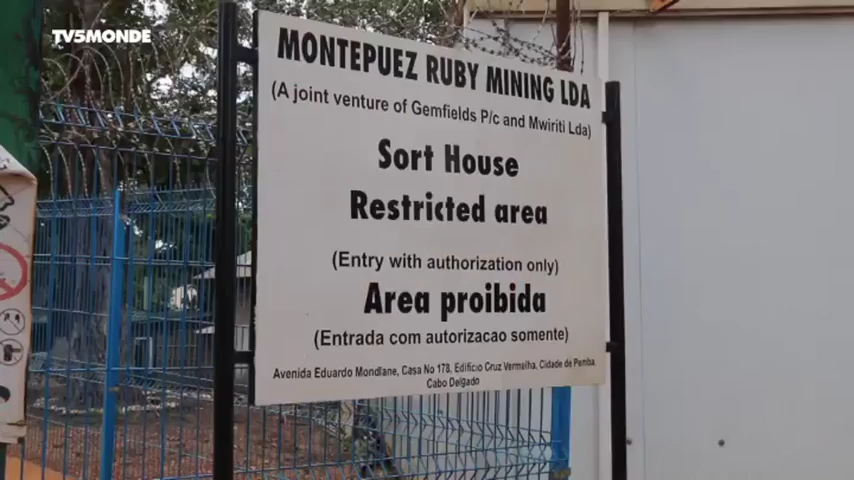 TV5MONDE
MONTEPUEZ RUBY MINING LDA
(A joint venture of Gemfields P/c and Mwiriti Lda)
Sort House
Restricted area
(Entry with authorization only)
Area proibida
(Entrada com autorizacao somente)
Avenida Eduardo Mondlane, Casa No 178, Edificio Cruz Vermelha, Cidade de Pemba,
Cabo Delgado